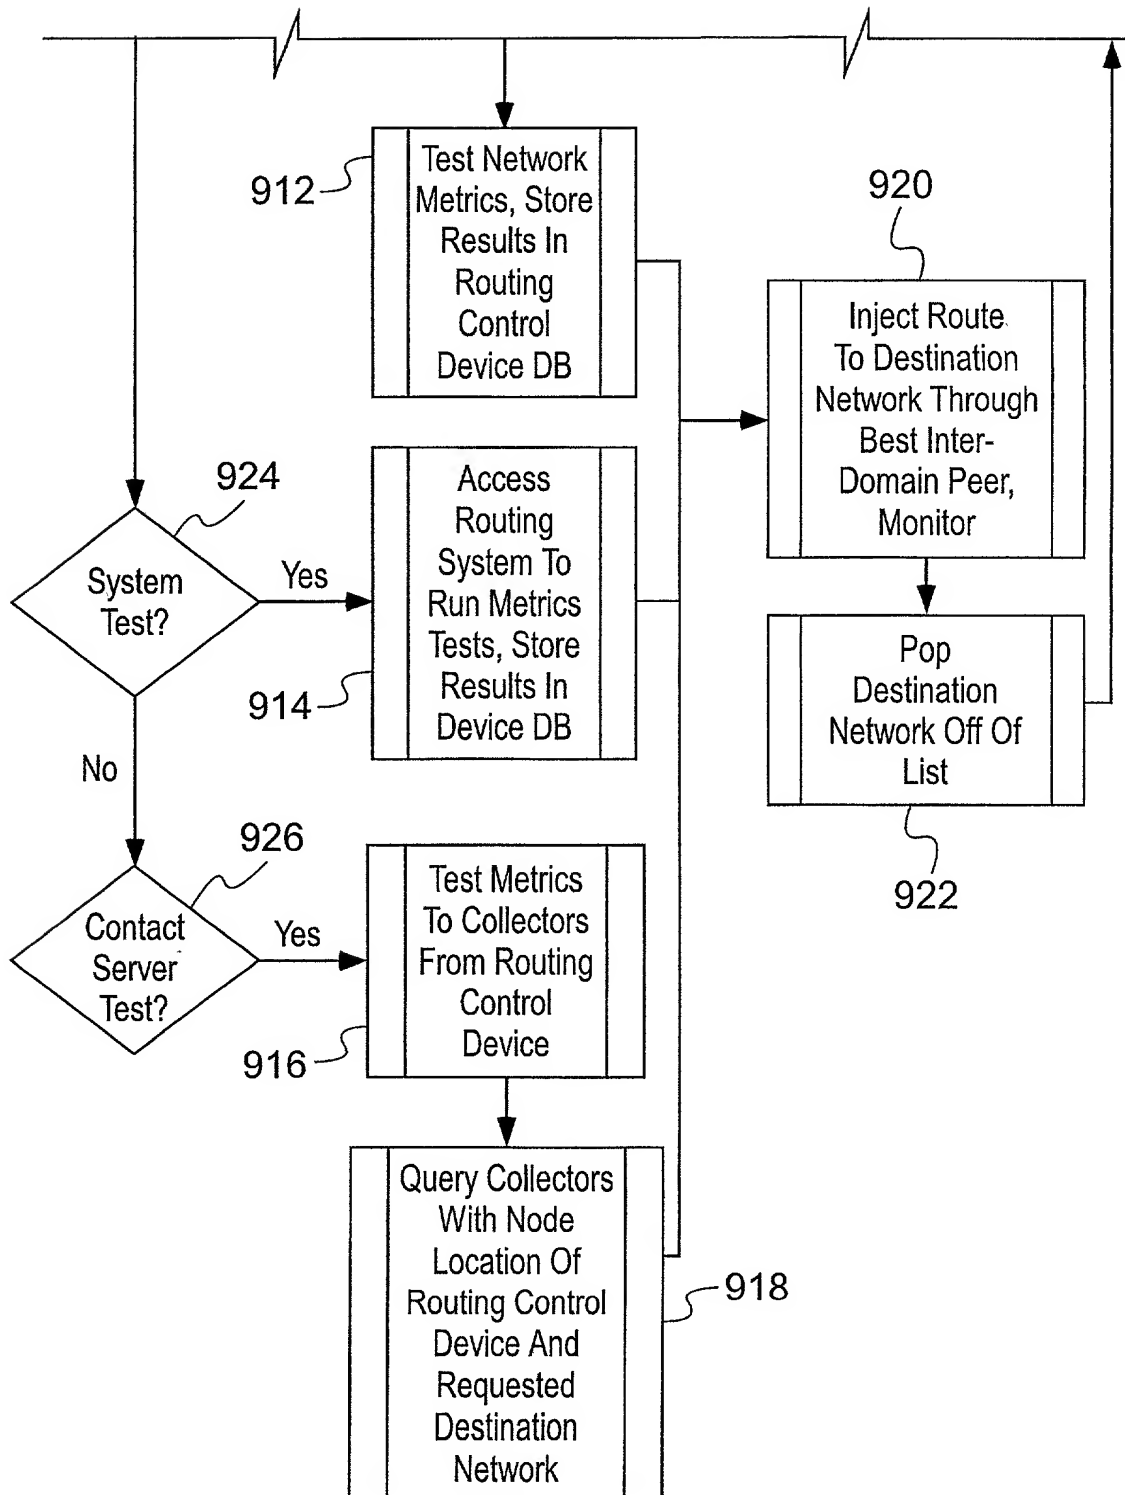 912
Test Network
Metrics, Store
Results In
Routing
Control
Device DB
920
Inject Route
To Destination
Network Through
Best Inter-
Domain Peer,
Monitor
924
System
Test?
Yes
No
914
Access
Routing
System To
Run Metrics
Tests, Store
Results In
Device DB
Pop
Destination
Network Off Of
List
922
926
Contact
Server
Test?
Yes
916
Test Metrics
To Collectors
From Routing
Control
Device
Query Collectors
With Node
Location Of
Routing Control
Device And
Requested
Destination
Network
918